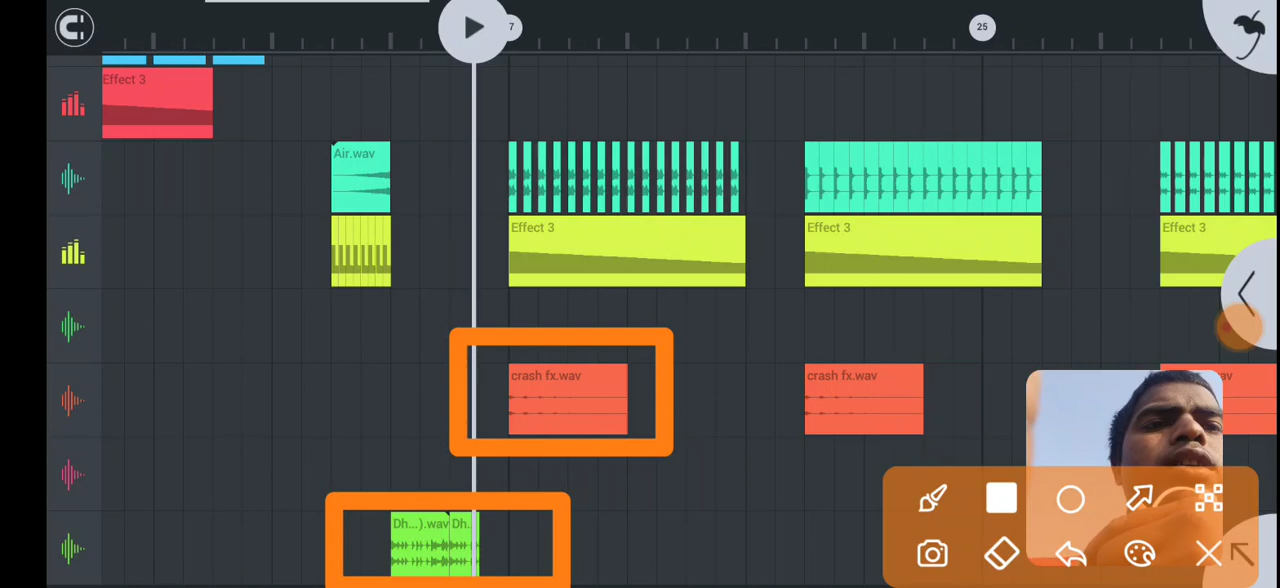 7
25
Effect 3
Air.wav
Effect 3
Effect 3
Effect 3
crash fx.wav
crash fx.wav
wav
Dh...).wav Dh..